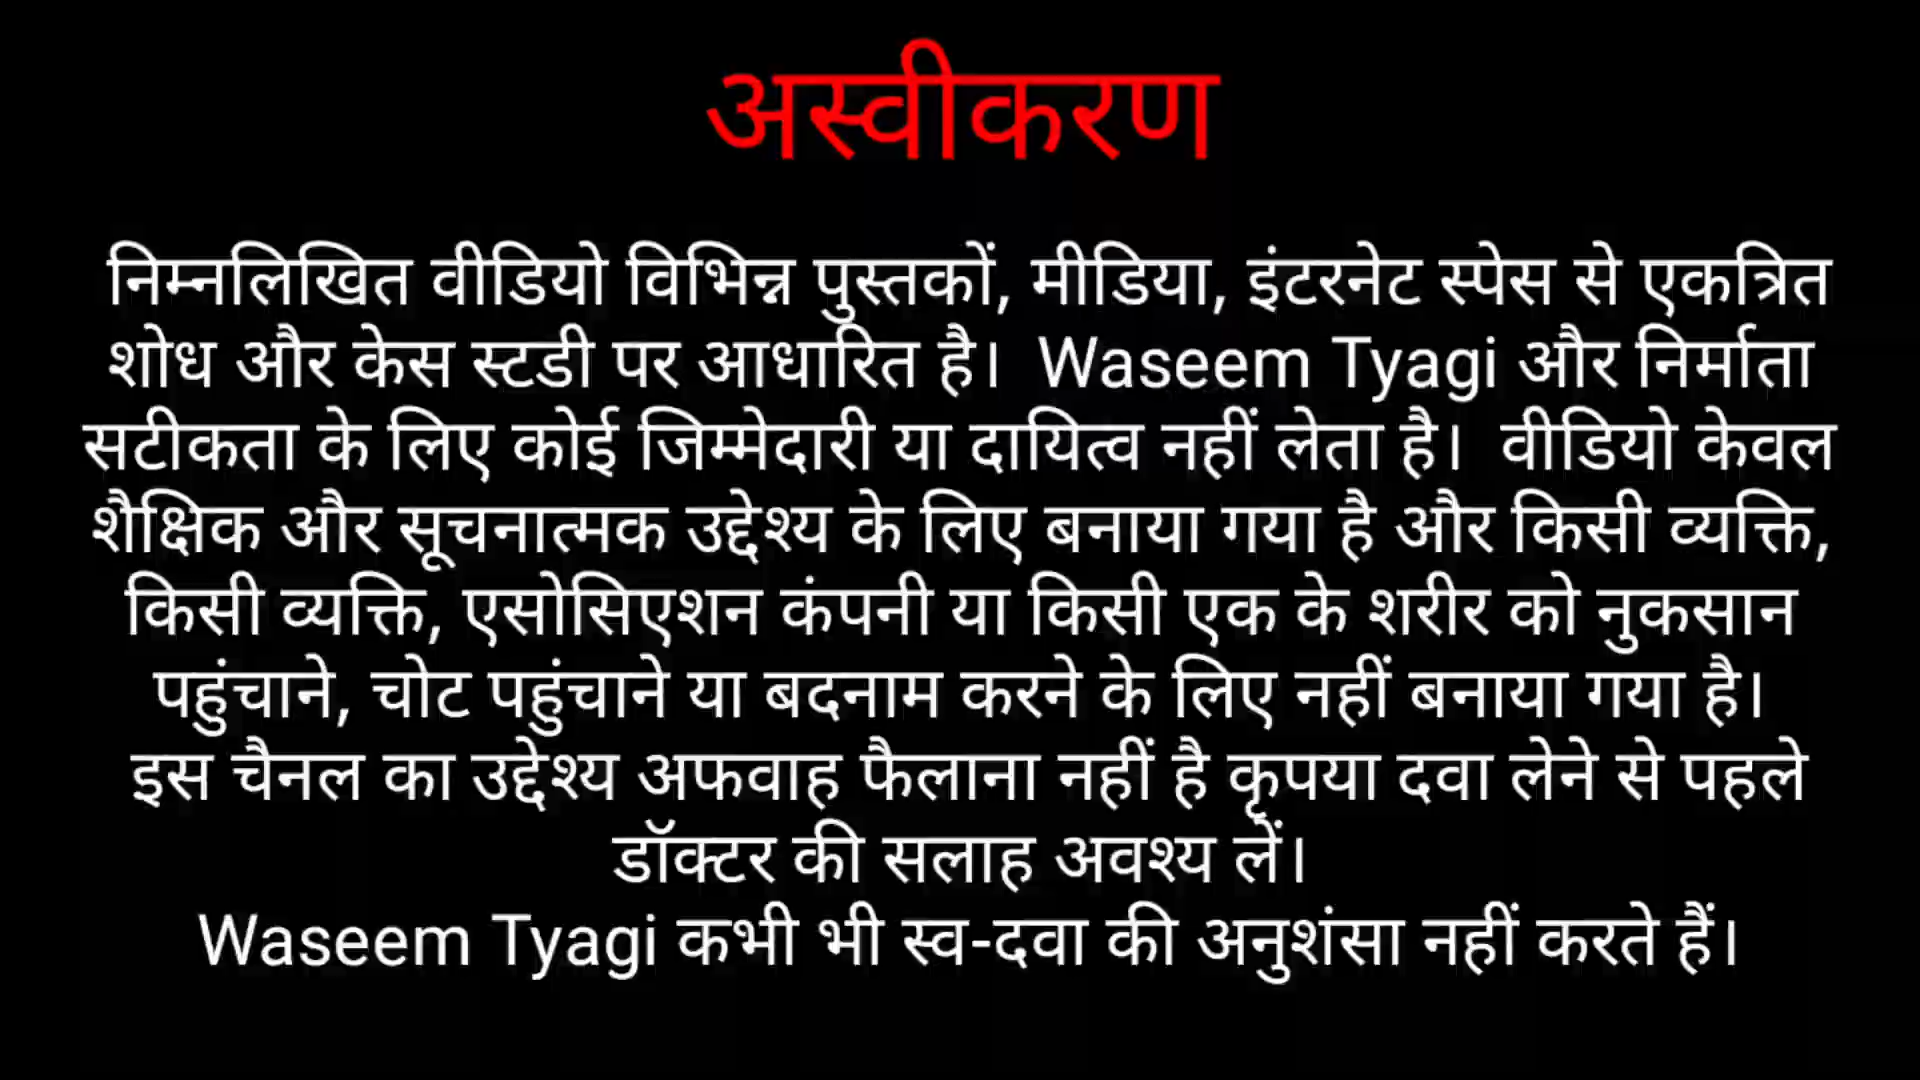 अस्वीकरण
निम्नलिखित वीडियो विभिन्न पुस्तकों, मीडिया, इंटरनेट स्पेस से एकत्रित
शोध और केस स्टडी पर आधारित है। Waseem Tyagi और निर्माता
सटीकता के लिए कोई जिम्मेदारी या दायित्व नहीं लेता है। वीडियो केवल
शैक्षिक और सूचनात्मक उद्देश्य के लिए बनाया गया है और किसी व्यक्ति,
किसी व्यक्ति, एसोसिएशन कंपनी या किसी एक के शरीर को नुकसान
पहुंचाने, चोट पहुंचाने या बदनाम करने के लिए नहीं बनाया गया है।
इस चैनल का उद्देश्य अफवाह फैलाना नहीं है कृपया दवा लेने से पहले
डॉक्टर की सलाह अवश्य लें।
Waseem Tyagi कभी भी स्व-दवा की अनुशंसा नहीं करते हैं।